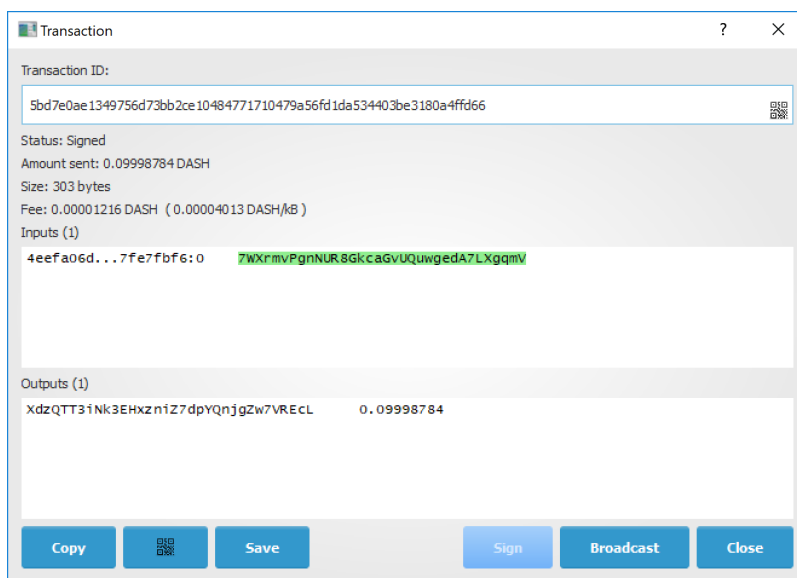 Transaction
?
Transaction ID:
5bd7e0ae1349756d73bb2ce10484771710479a56fd1da534403be3180a4ffd66
Status: Signed
Amount sent: 0.09998784 DASH
Size: 303 bytes
Fee: 0.00001216 DASH ( 0.00004013 DASH/kB )
Inputs (1)
4eefa06d...7fe7fbf6:0 7WXrmvPgnNUR8GkcaGvUQuwgedA7LXgqmV
Outputs (1)
XdzQTT3iNk3EHxzniZ7dpYQnjgZw7VREcL 0.09998784
Copy Save Sign Broadcast Close